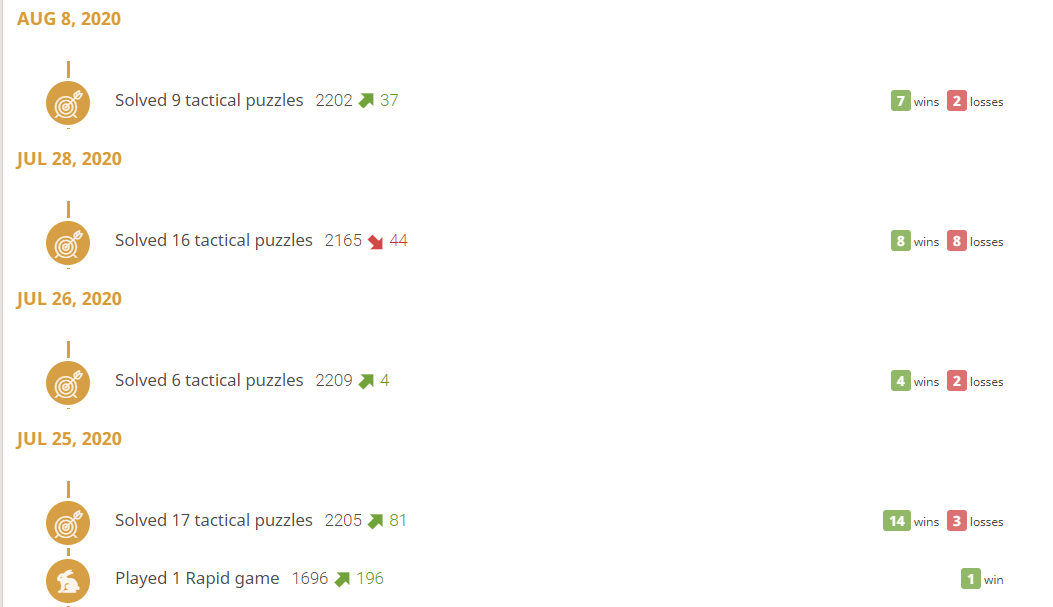 AUG 8, 2020
Solved 9 tactical puzzles 2202 37 7 wins 2 losses
JUL 28, 2020
Solved 16 tactical puzzles 2165 44 8 wins 8 losses
JUL 26, 2020
Solved 6 tactical puzzles 2209 4 4 wins 2 losses
JUL 25, 2020
Solved 17 tactical puzzles 2205 81 14 wins 3 losses
Played 1 Rapid game 1696 196 1 win